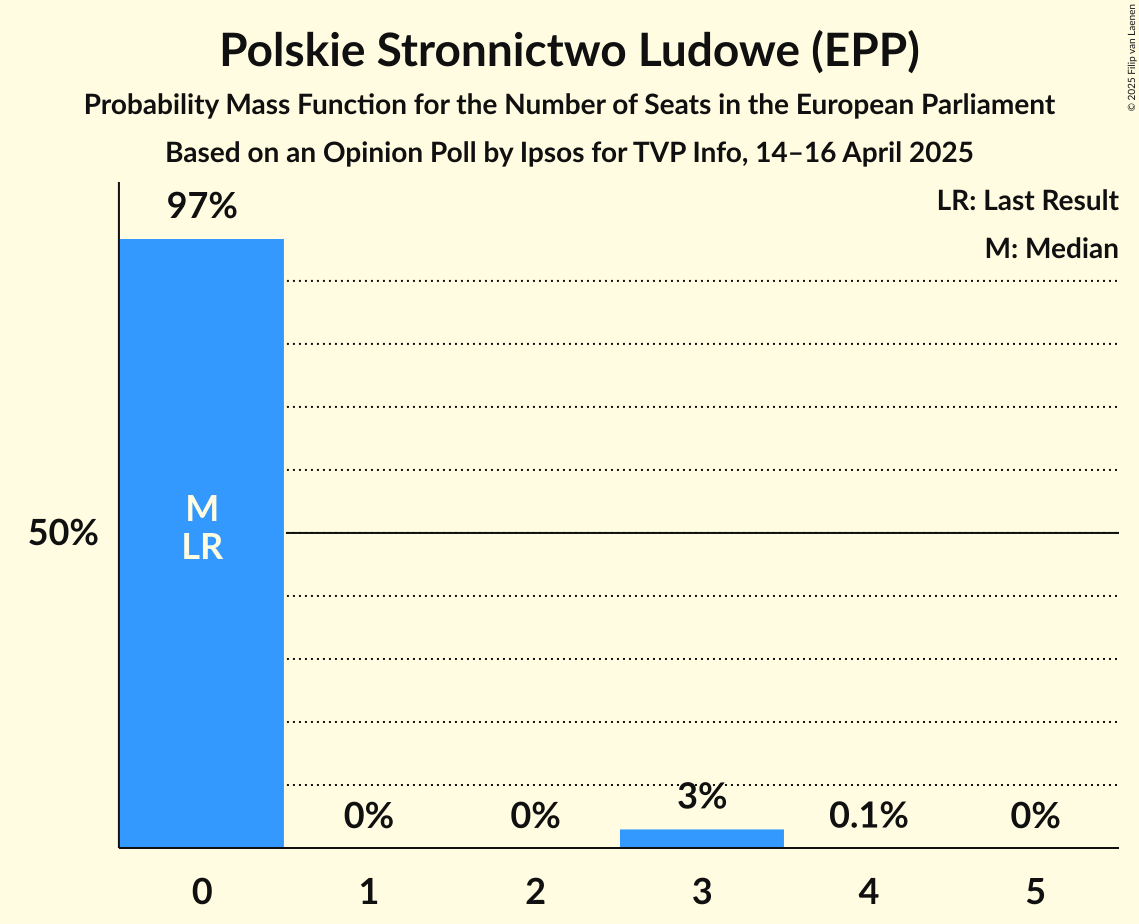 Polskie Stronnictwo Ludowe (EPP)
Probability Mass Function for the Number of Seats in the European Parliament
Based on an Opinion Poll by Ipsos for TVP Info, 14–16 April 2025
© 2025 Filip van Laenen
LR: Last Result
M: Median
97%
M
LR
50%
0%
0%
3%
0.1%
0%
0
1
2
3
4
5